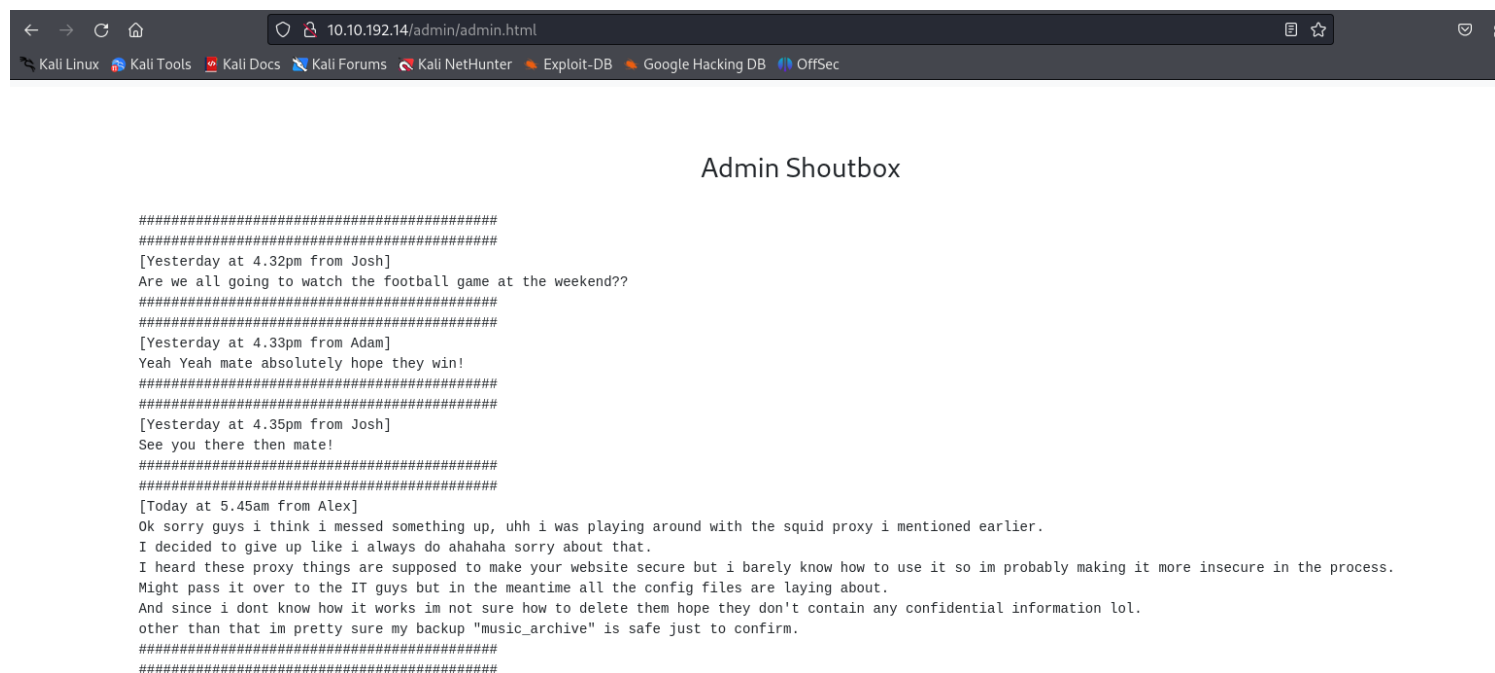 10.10.192.14/admin/admin.html
Kali Linux Kali Tools Kali Docs Kali Forums Kali NetHunter Exploit-DB Google Hacking DB OffSec
Admin Shoutbox
############################################
############################################
[Yesterday at 4.32pm from Josh]
Are we all going to watch the football game at the weekend??
############################################
############################################
[Yesterday at 4.33pm from Adam]
Yeah Yeah mate absolutely hope they win!
############################################
############################################
[Yesterday at 4.35pm from Josh]
See you there then mate!
############################################
############################################
[Today at 5.45am from Alex]
Ok sorry guys i think i messed something up, uhh i was playing around with the squid proxy i mentioned earlier.
I decided to give up like i always do ahahaha sorry about that.
I heard these proxy things are supposed to make your website secure but i barely know how to use it so im probably making it more insecure in the process.
Might pass it over to the IT guys but in the meantime all the config files are laying about.
And since i dont know how it works im not sure how to delete them hope they don't contain any confidential information lol.
other than that im pretty sure my backup "music_archive" is safe just to confirm.
############################################
############################################